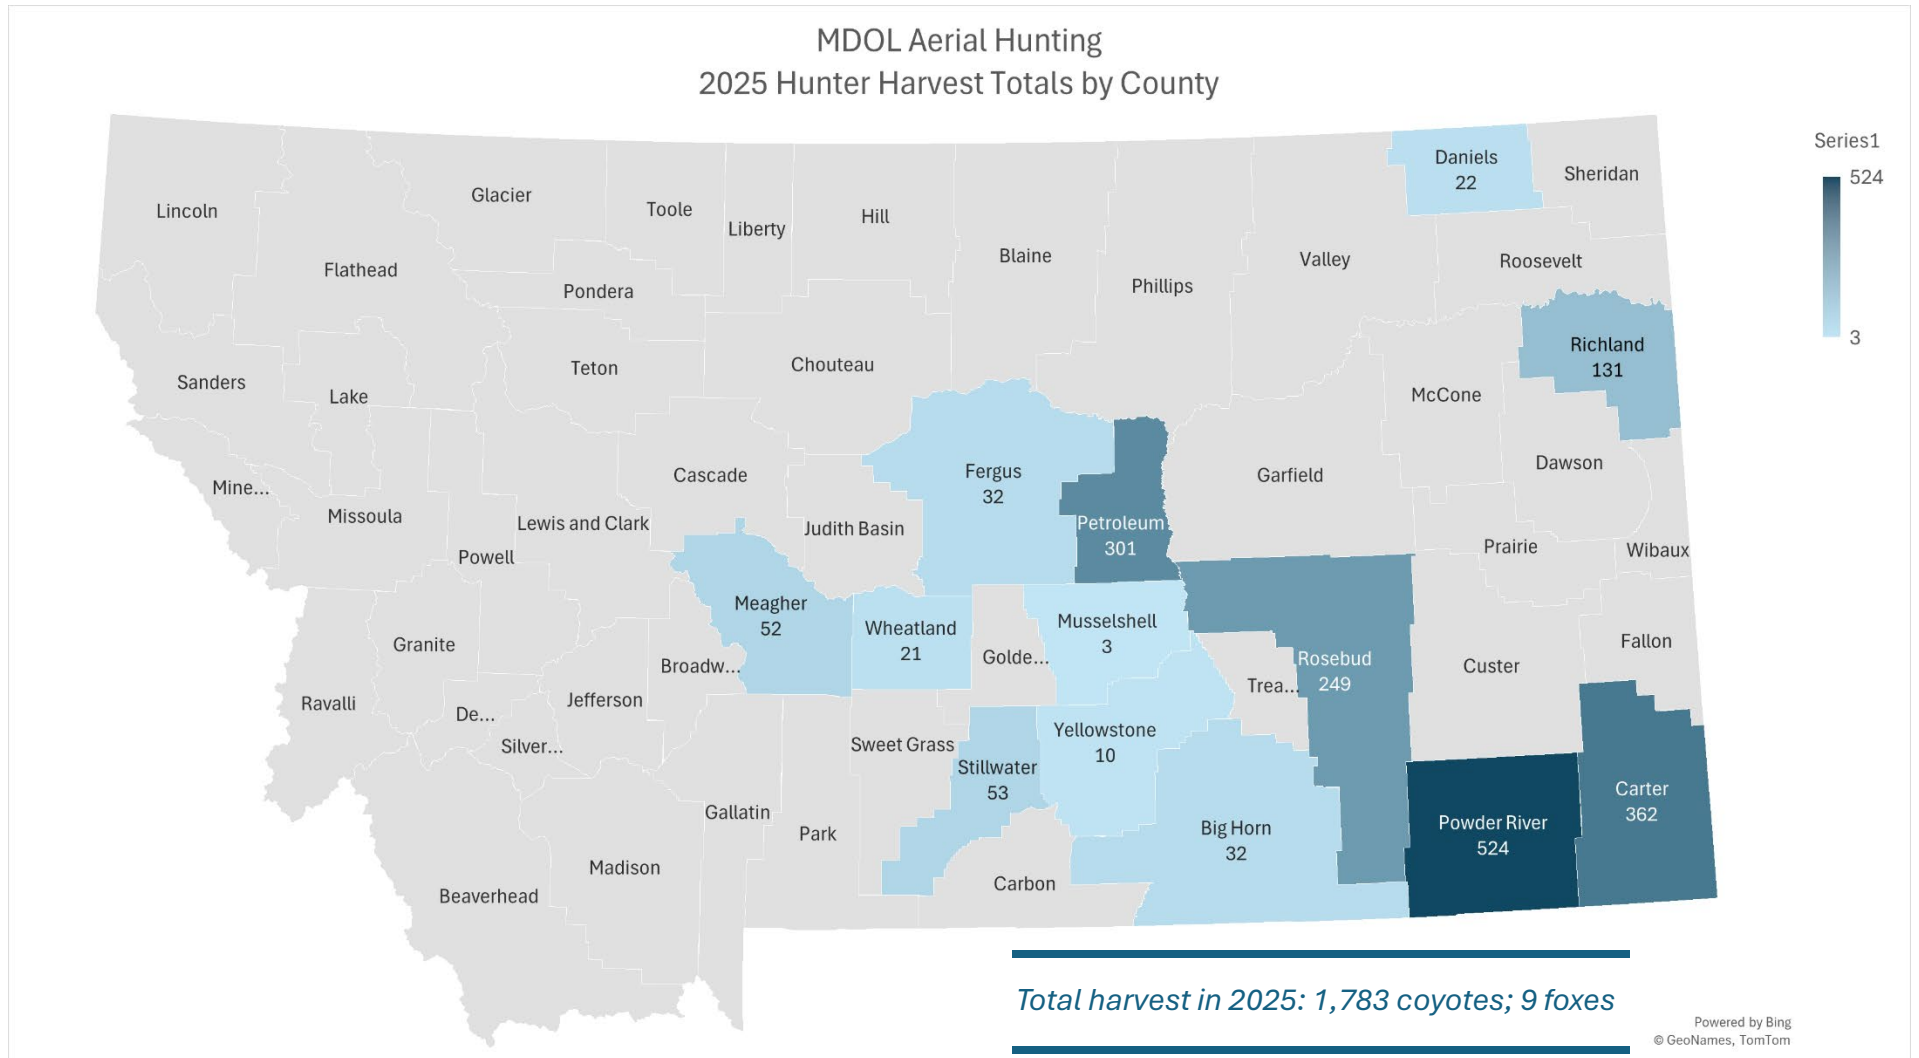 MDOL Aerial Hunting
2025 Hunter Harvest Totals by County
Series1
524
3
Daniels
22
Sheridan
Glacier
Toole
Liberty
Hill
Lincoln
Blaine
Valley
Roosevelt
Flathead
Pondera
Phillips
Richland
131
Chouteau
Teton
Sanders
Lake
McCone
Fergus
32
Cascade
Garfield
Dawson
Mine...
Missoula
Lewis and Clark
Judith Basin
Petroleum
301
Powell
Prairie
Wibaux
Meagher
52
Wheatland
21
Musselshell
3
Granite
Broadw...
Golde...
Rosebud
249
Custer
Fallon
Trea...
Ravalli
De...
Jefferson
Silver...
Sweet Grass
Yellowstone
10
Stillwater
53
Carter
362
Gallatin
Park
Big Horn
32
Powder River
524
Madison
Carbon
Beaverhead
Total harvest in 2025: 1,783 coyotes; 9 foxes
Powered by Bing
© GeoNames, TomTom